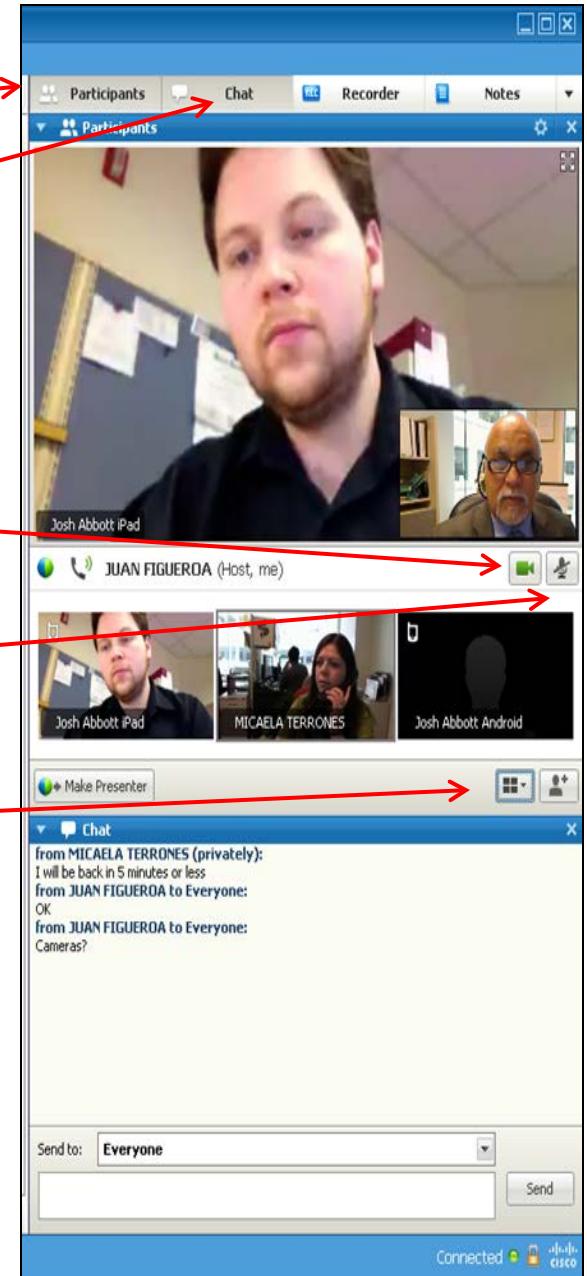 Participants Chat REC Recorder Notes
Participants
Josh Abbott iPad
JUAN FIGUEROA (Host, me)
Josh Abbott iPad MICAELA TERRONES Josh Abbott Android
Make Presenter
Chat
from MICAELA TERRONES (privately):
I will be back in 5 minutes or less
from JUAN FIGUEROA to Everyone:
OK
from JUAN FIGUEROA to Everyone:
Cameras?
Send to: Everyone
Send
Connected CISCO